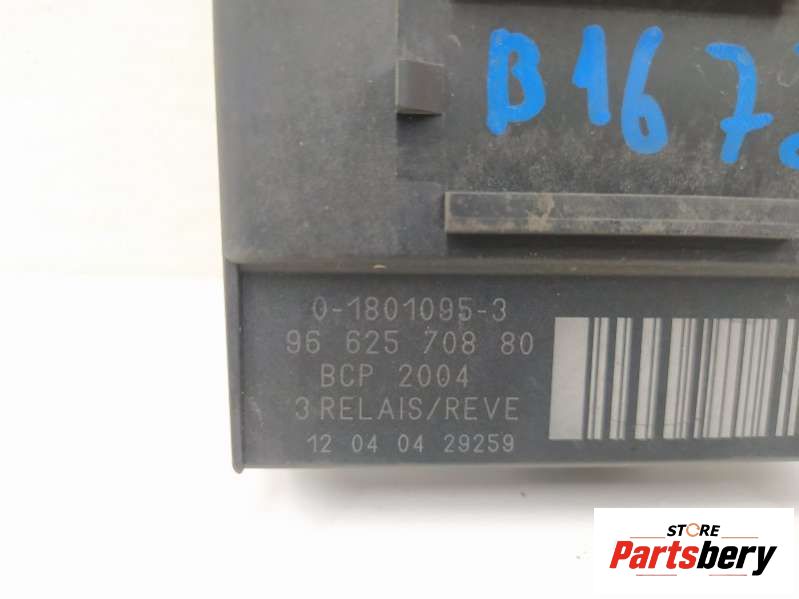 B167
0-1801095-3
96 625 708 80
BCP 2004
3 RELAIS/REVE
12 04 04 29259
STORE
Partsbery